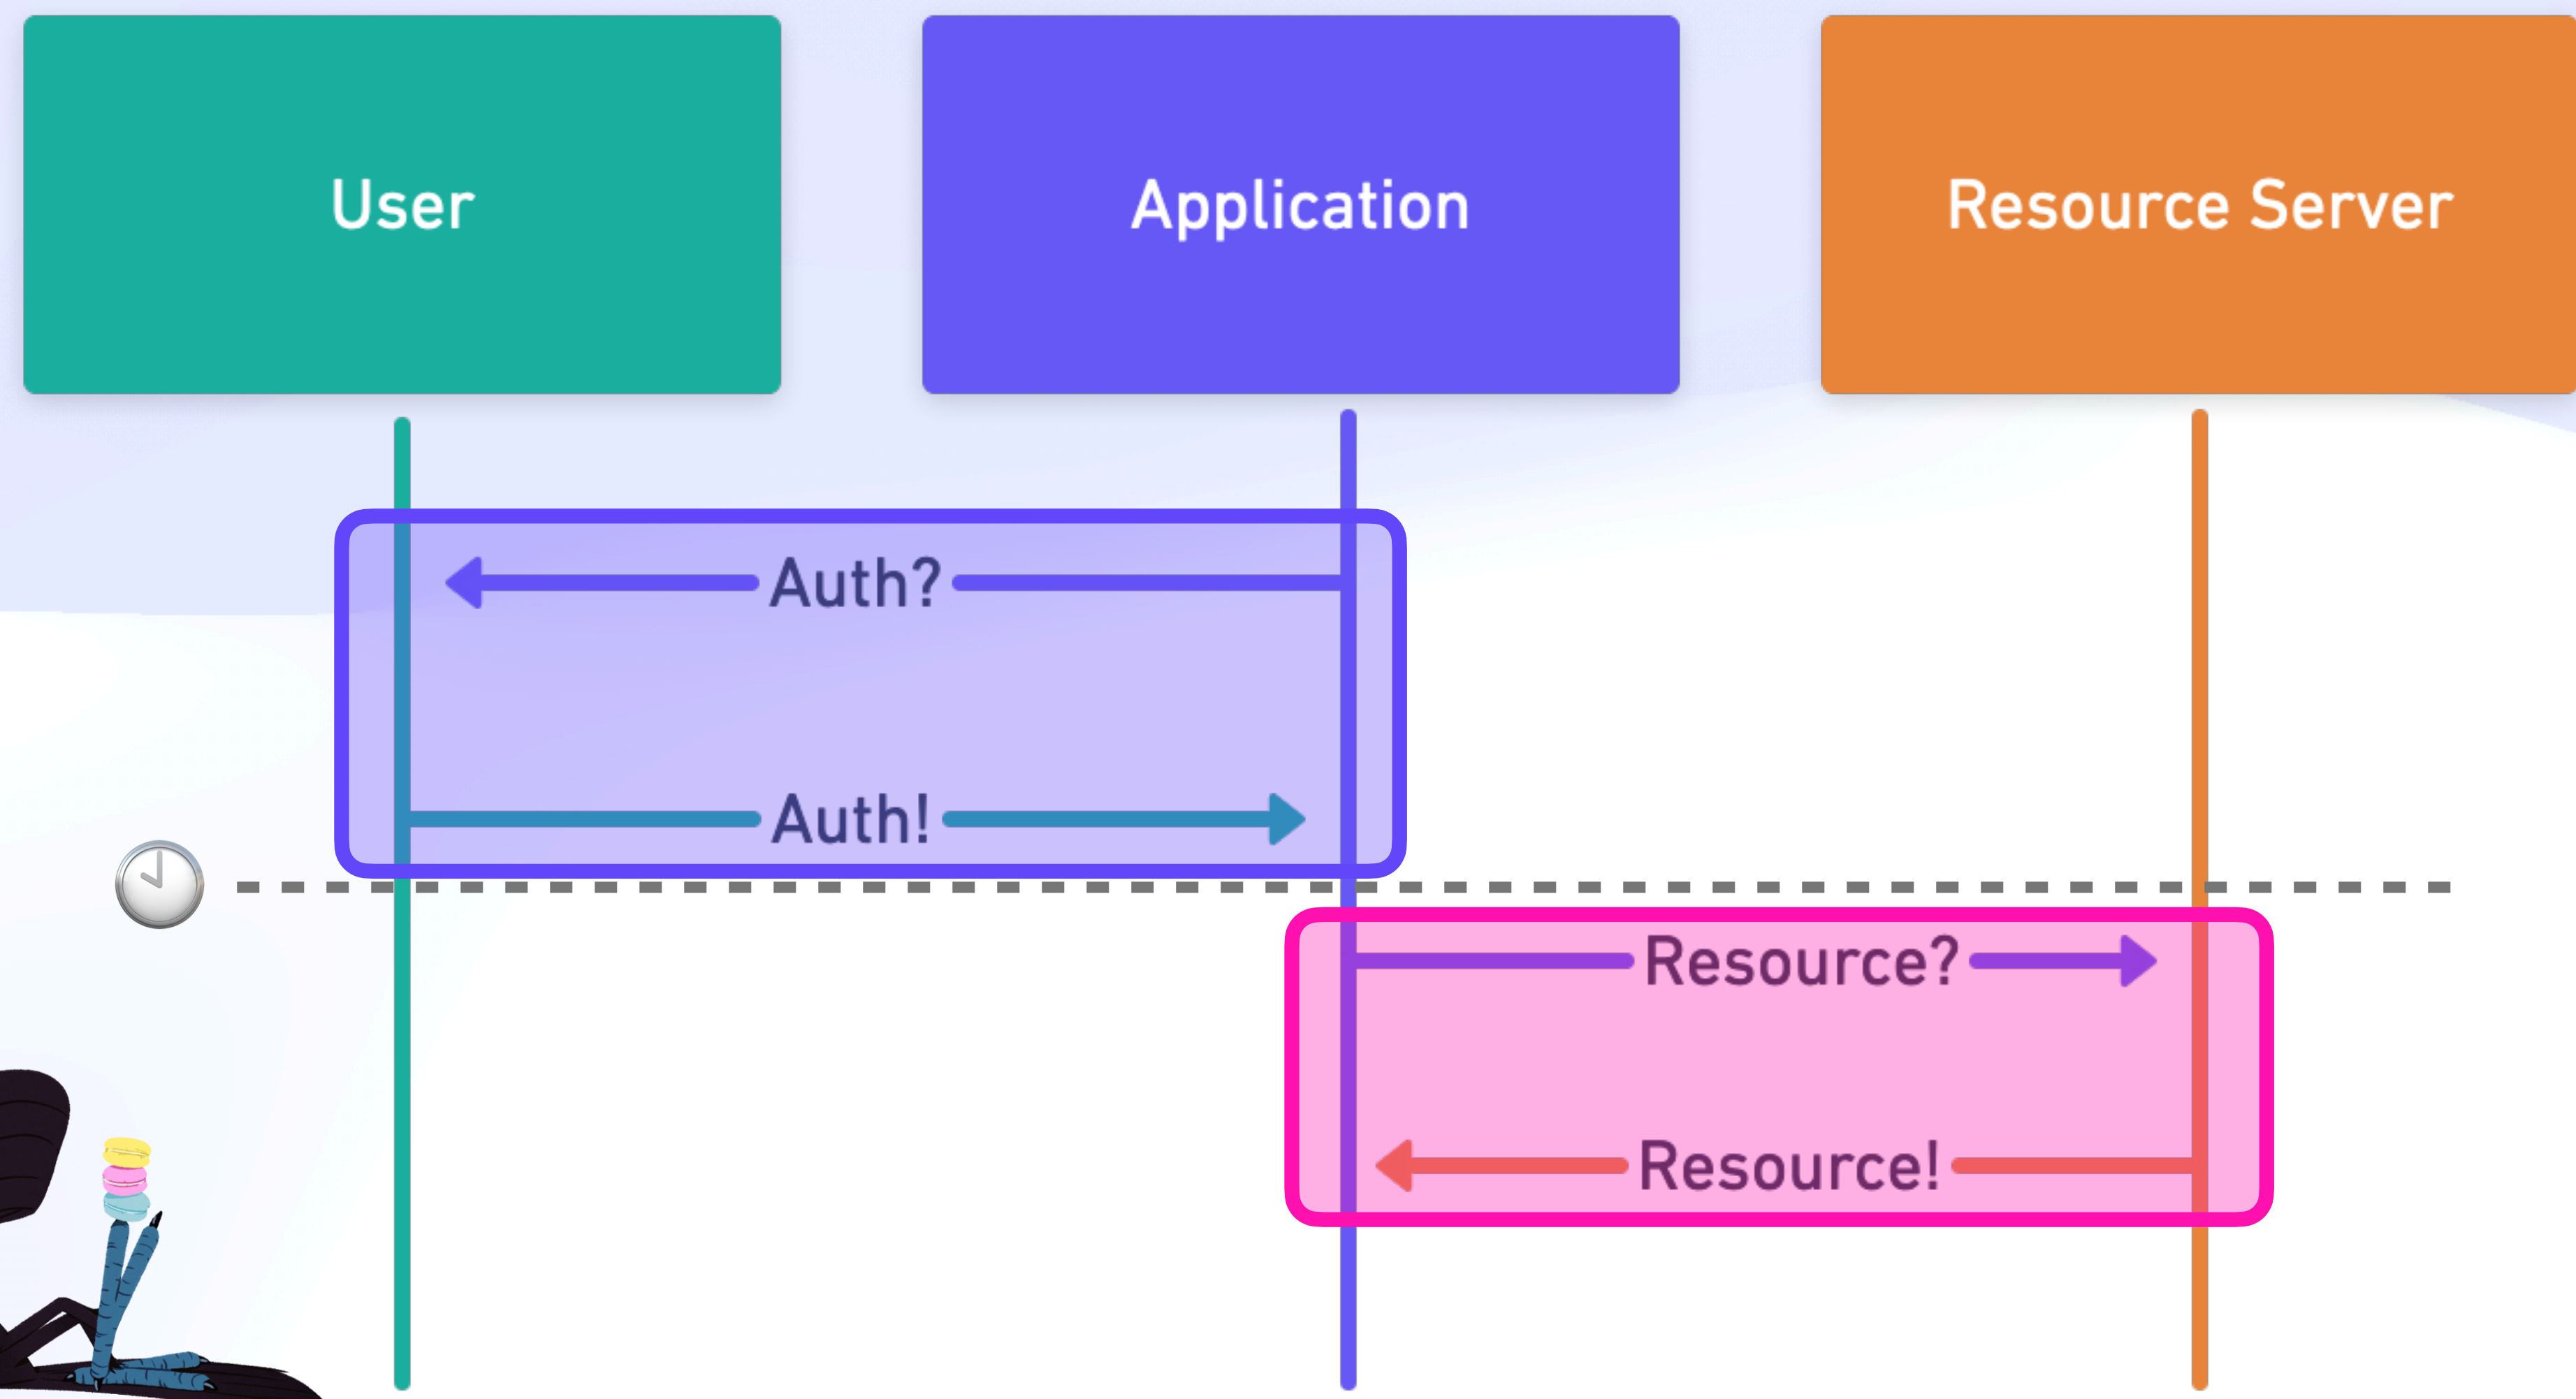 User
Application
Resource Server
Auth?
Auth!
Resource?
Resource!